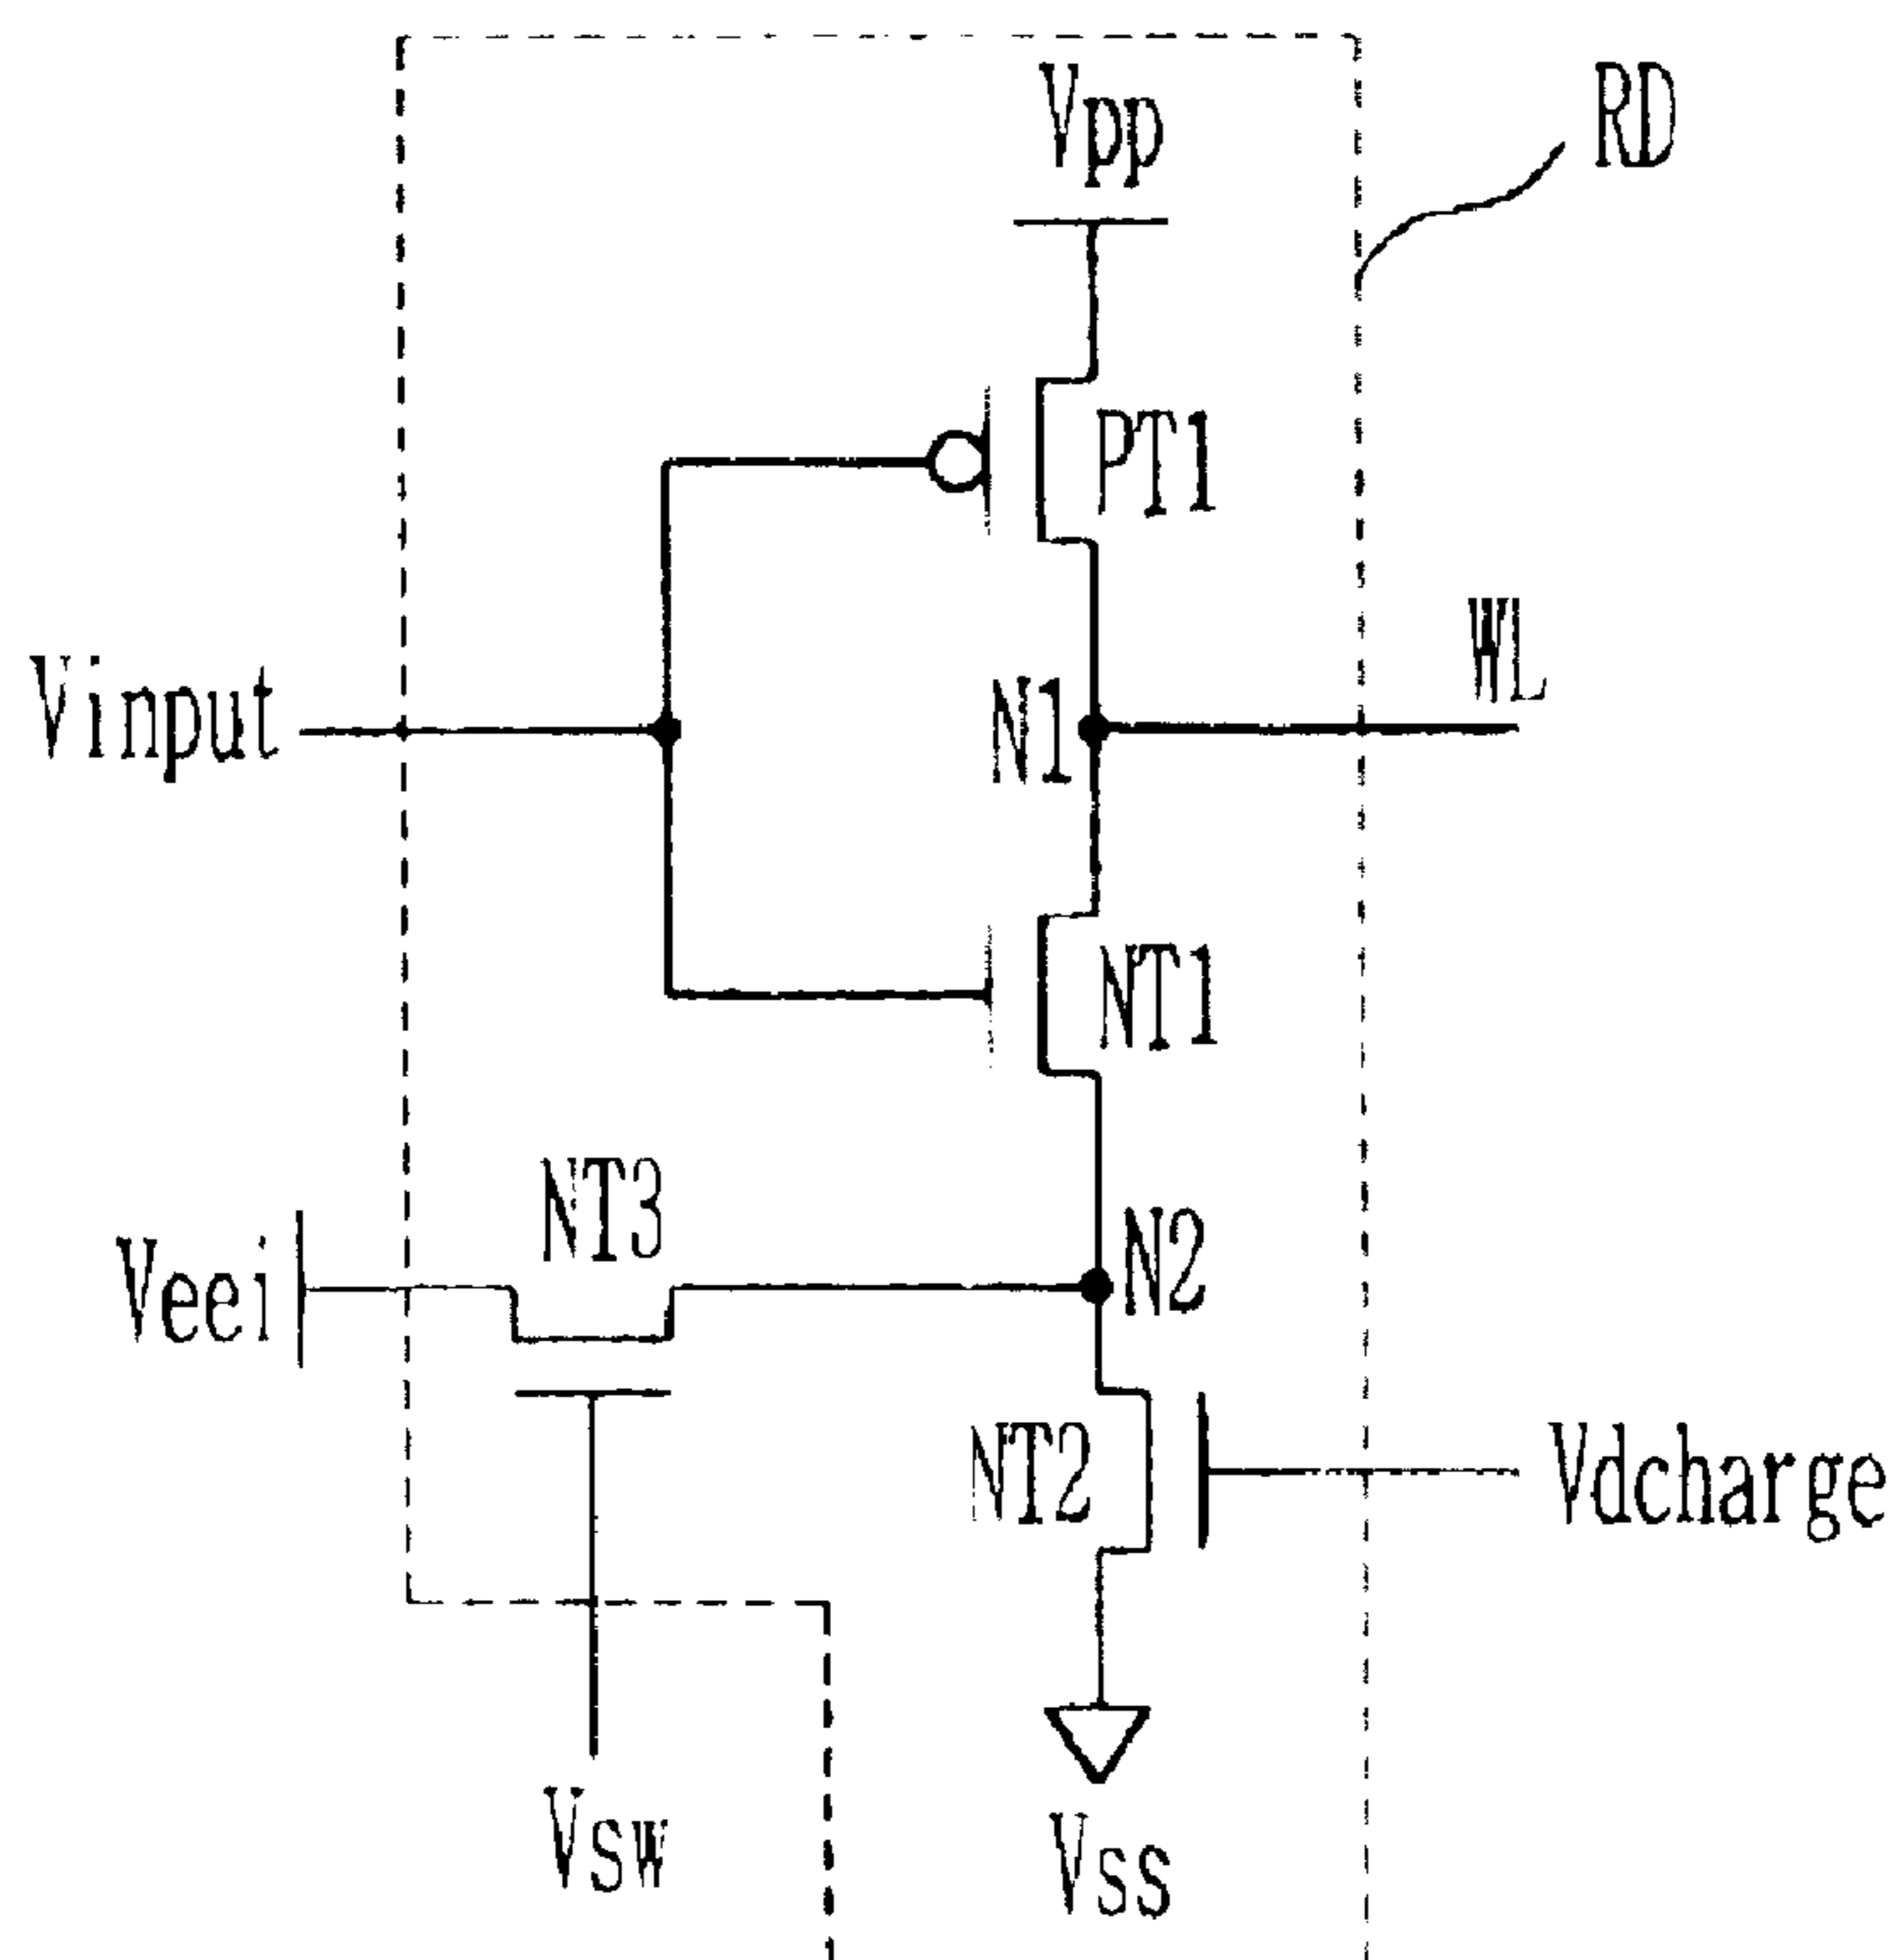 Vpp
RD
PT1
WL
Vinput
N1
NT1
NT3
N2
Veei
NT2
Vdcharge
Vsw
Vss